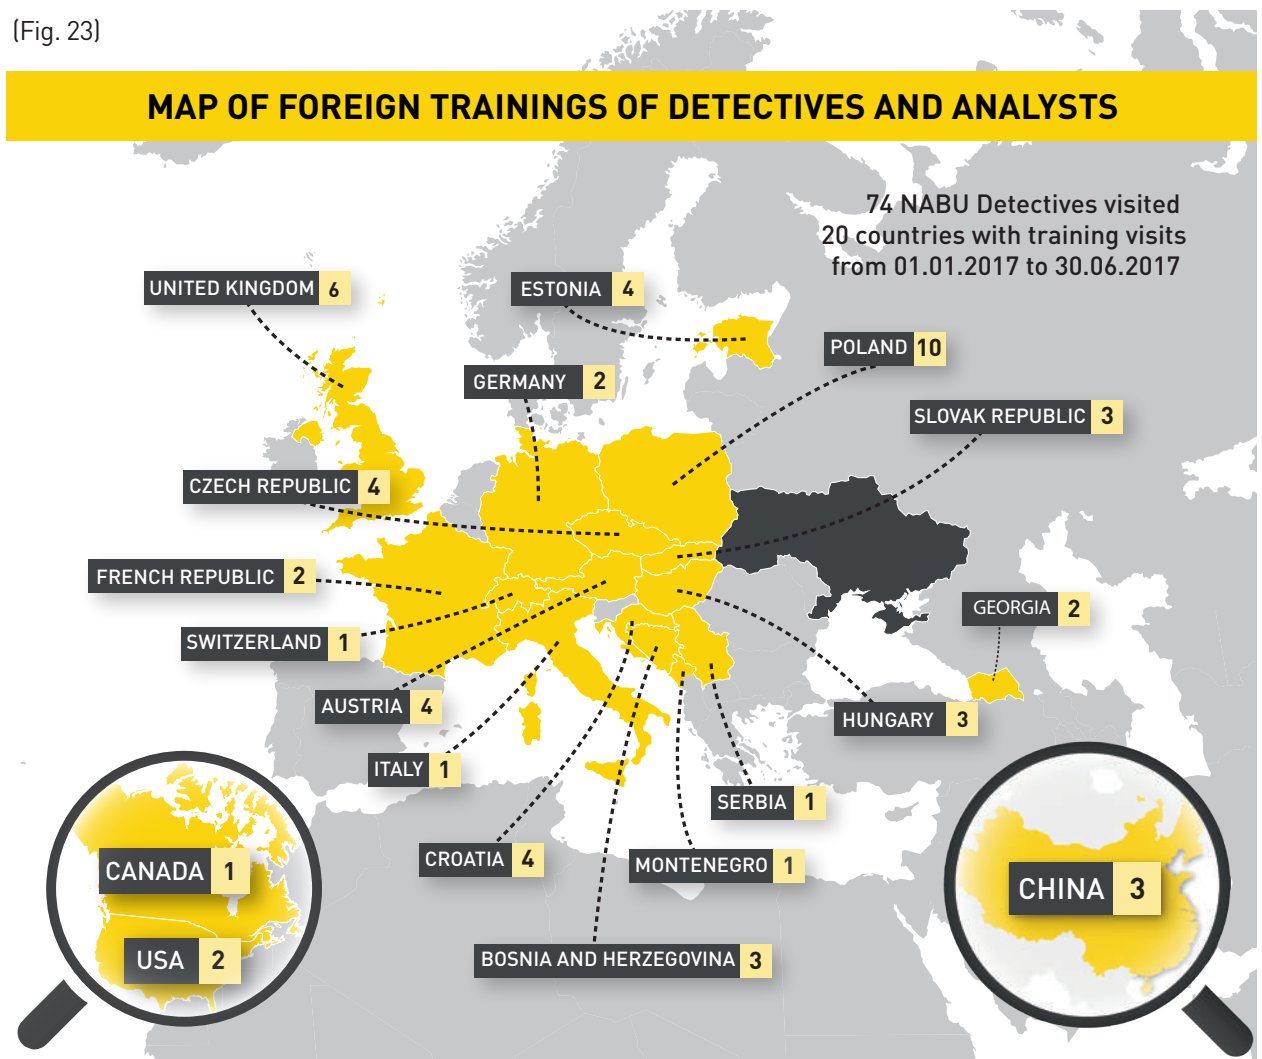 (Fig. 23)
MAP OF FOREIGN TRAININGS OF DETECTIVES AND ANALYSTS
74 NABU Detectives visited
20 countries with training visits
from 01.01.2017 to 30.06.2017
UNITED KINGDOM 6
ESTONIA 4
POLAND 10
GERMANY 2
SLOVAK REPUBLIC 3
CZECH REPUBLIC 4
FRENCH REPUBLIC 2
GEORGIA 2
SWITZERLAND 1
AUSTRIA 4
HUNGARY 3
ITALY 1
SERBIA 1
CROATIA 4
MONTENEGRO 1
CANADA 1
CHINA 3
USA 2
BOSNIA AND HERZEGOVINA 3